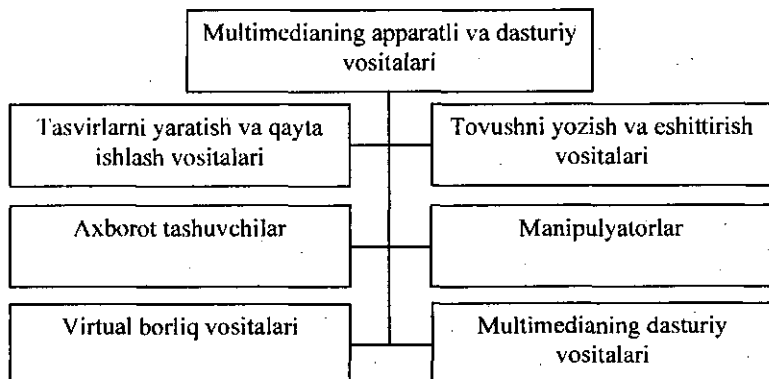 Multimedianing apparatli va dasturiy
vositalari
Tasvirlarni yaratish va qayta
ishlash vositalari
Tovushni yozish va eshittirish
vositalari
Axborot tashuvchilar
Manipulyatorlar
Virtual borliq vositalari
Multimedianing dasturiy
vositalari